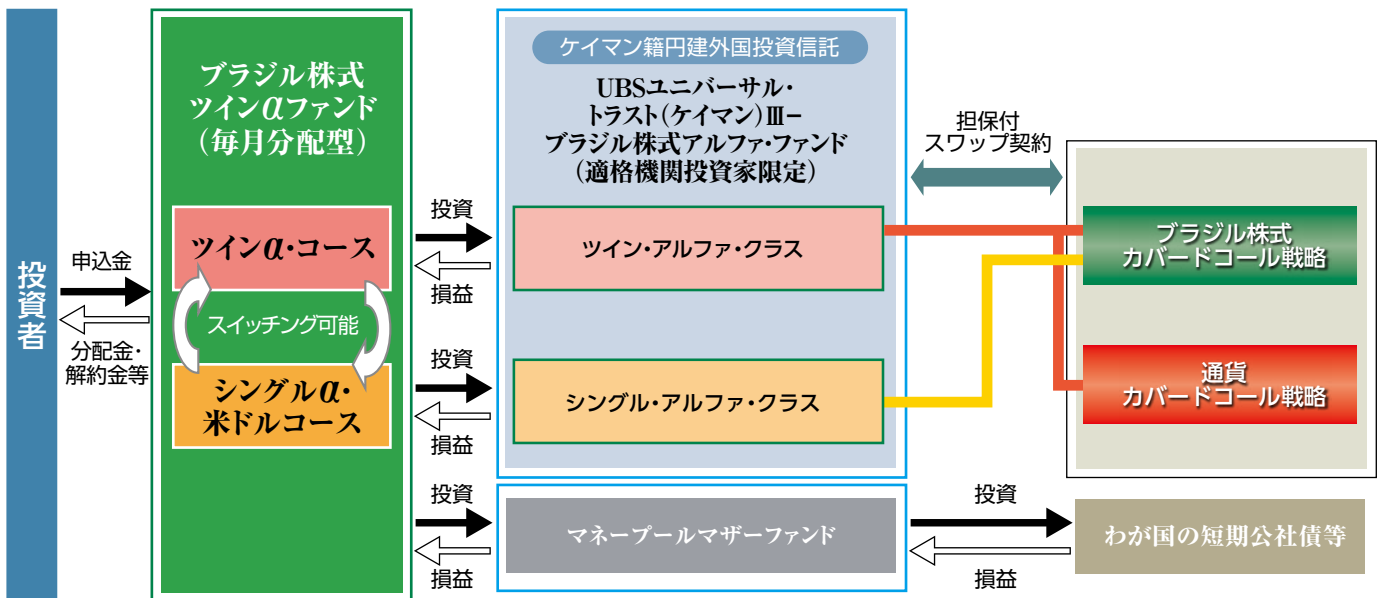 投資者
申込金
分配金・
解約金等
ブラジル株式
ツインαファンド
（毎月分配型）
ツインα・コース
スイッチング可能
シングルα・
米ドルコース
投資
損益
投資
損益
投資
損益
ケイマン籍円建外国投資信託
UBSユニバーサル・
トラスト（ケイマン）Ⅲ－
ブラジル株式アルファ・ファンド
（適格機関投資家限定）
ツイン・アルファ・クラス
シングル・アルファ・クラス
マネープールマザーファンド
担保付
スワップ契約
ブラジル株式
カバードコール戦略
通貨
カバードコール戦略
投資
損益
わが国の短期公社債等